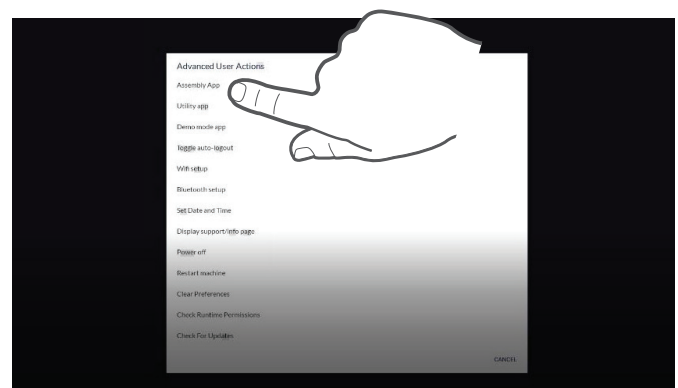 Advanced User Actions
Assembly App
Utility app
Demo mode app
Toggle auto-logout
Wifi setup
Bluetooth setup
Set Date and Time
Display support/info page
Power off
Restart machine
Clear Preferences
Check Runtime Permissions
Check For Updates
CANCEL